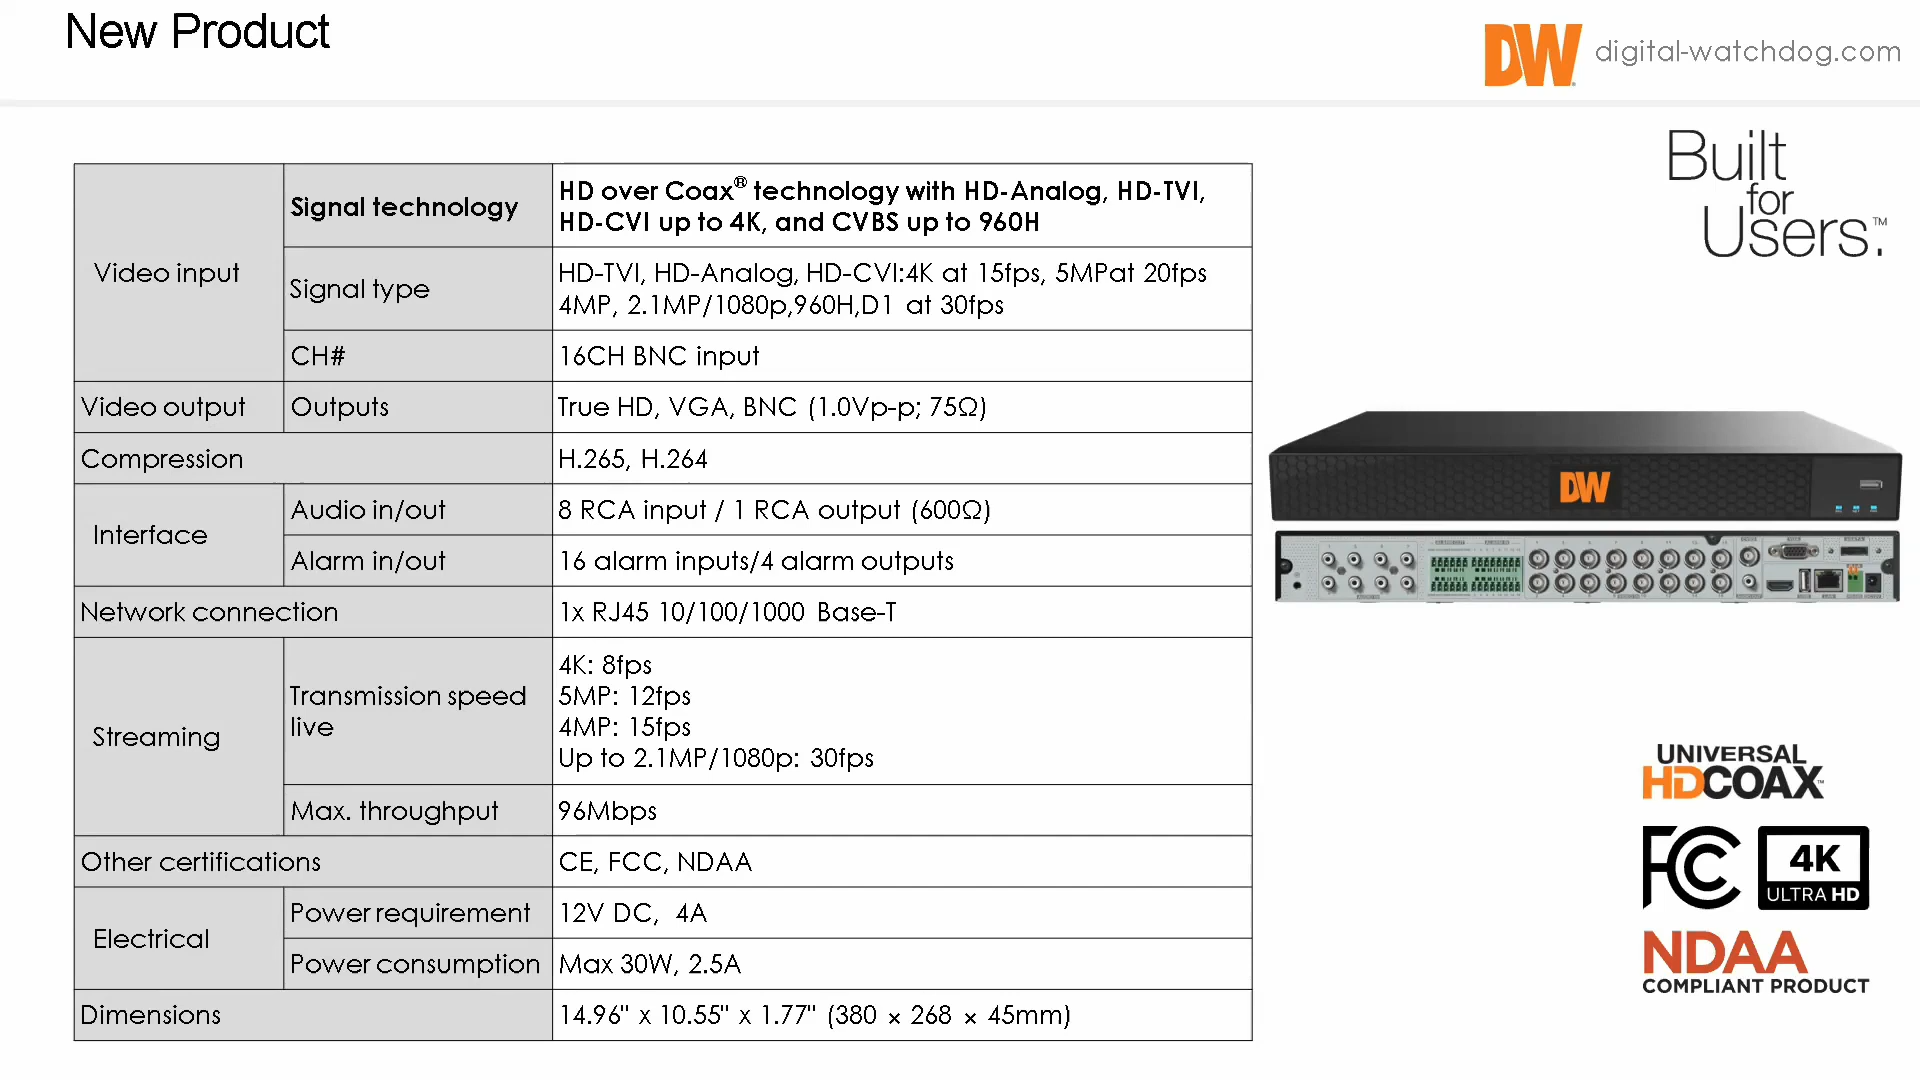 New Product
DW digital-watchdog.com
Built
for
Users.™
Video input
Signal technology
HD over Coax® technology with HD-Analog, HD-TVI,
HD-CVI up to 4K, and CVBS up to 960H
Signal type
HD-TVI, HD-Analog, HD-CVI:4K at 15fps, 5MPat 20fps
4MP, 2.1MP/1080p,960H,D1 at 30fps
CH#
16CH BNC input
Video output
Outputs
True HD, VGA, BNC (1.0Vp-p; 75Ω)
Compression
H.265, H.264
Interface
Audio in/out
8 RCA input / 1 RCA output (600Ω)
Alarm in/out
16 alarm inputs/4 alarm outputs
Network connection
1x RJ45 10/100/1000 Base-T
Streaming
Transmission speed
live
4K: 8fps
5MP: 12fps
4MP: 15fps
Up to 2.1MP/1080p: 30fps
Max. throughput
96Mbps
Other certifications
CE, FCC, NDAA
Electrical
Power requirement
12V DC, 4A
Power consumption
Max 30W, 2.5A
Dimensions
14.96" x 10.55" x 1.77" (380 × 268 × 45mm)
DW
UNIVERSAL
HDCOAX™
FC
4K
ULTRA HD
NDAA
COMPLIANT PRODUCT